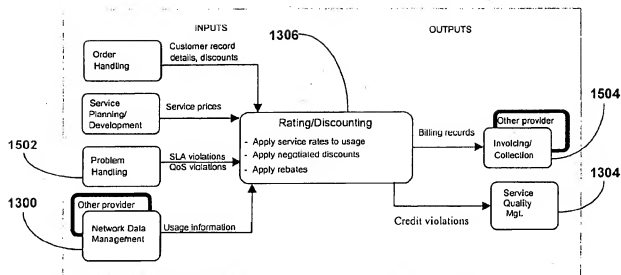 INPUTS
OUTPUTS
1306
Order
Handling
Customer record
details, discounts
Service
Planning/
Development
Service prices
Rating/Discounting
- Apply service rates to usage
- Apply negotiated discounts
- Apply rebates
Billing records
Other provider
Invoicing/
Collection
1504
1502
Problem
Handling
SLA violations
QoS violations
Credit violations
Service
Quality
Mgt.
1304
1300
Other provider
Network Data
Management
Usage information